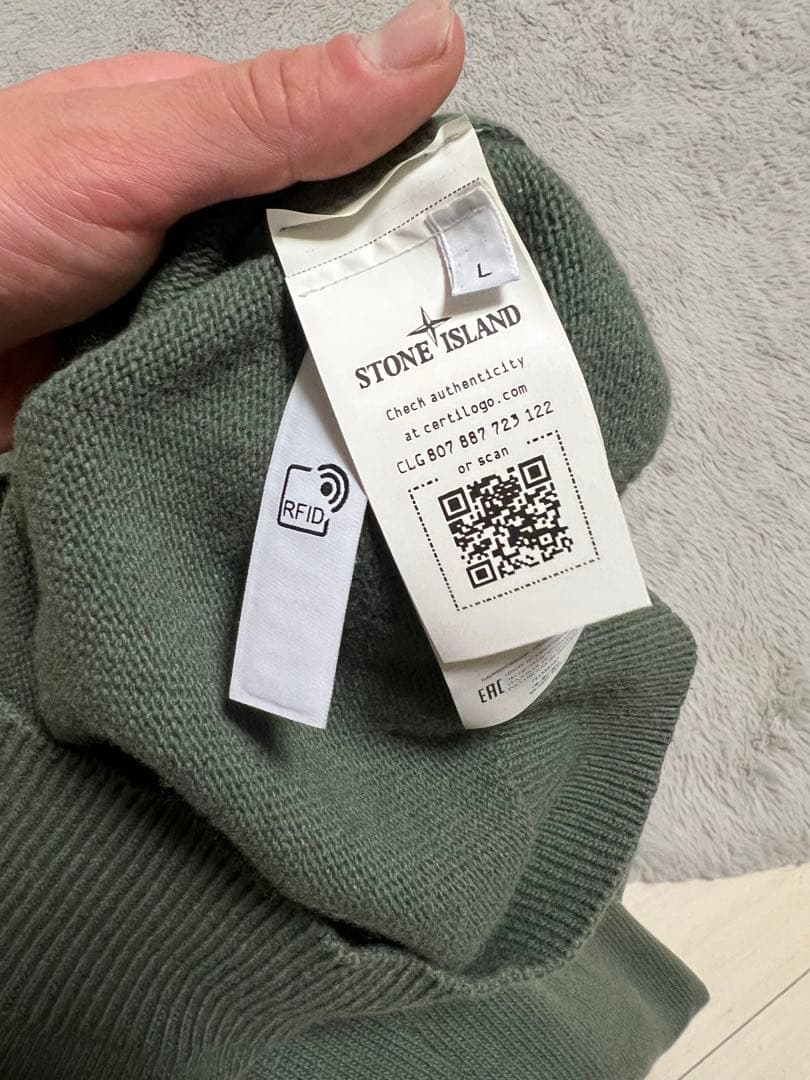 L
STONE ISLAND
Check authenticity
at certilogo.com
CLG 807 887 723 122
or scan
RFID
EAC